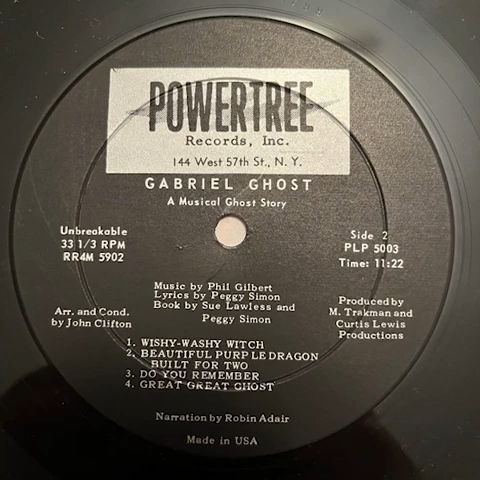 POWERTREE
Records, Inc.
144 West 57th St., N. Y.
GABRIEL GHOST
A Musical Ghost Story
Unbreakable
33 1/3 RPM
RR4M 5902
Side 2
PLP 5003
Time: 11:22
Music by Phil Gilbert
Lyrics by Peggy Simon
Book by Sue Lawless and
Peggy Simon
Arr. and Cond.
by John Clifton
Produced by
M. Trakman and
Curtis Lewis
Productions
1. WISHY-WASHY WITCH
2. BEAUTIFUL PURPLE DRAGON
BUILT FOR TWO
3. DO YOU REMEMBER
4. GREAT GREAT GHOST
Narration by Robin Adair
Made in USA